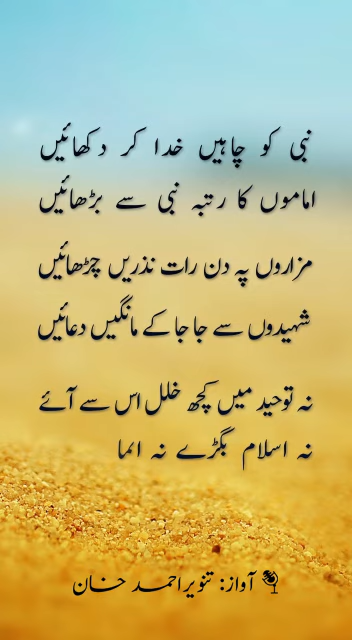 نبی کو چاہیں خدا کر دکھائیں
اماموں کا رتبہ نبی سے بڑھائیں
مزاروں پہ دن رات نذریں چڑھائیں
شہیدوں سے جا جا کے مانگیں دعائیں
نہ توحید میں کچھ خلل اس سے آئے
نہ اسلام بگڑے نہ انما
آواز: تنویر احمد خان